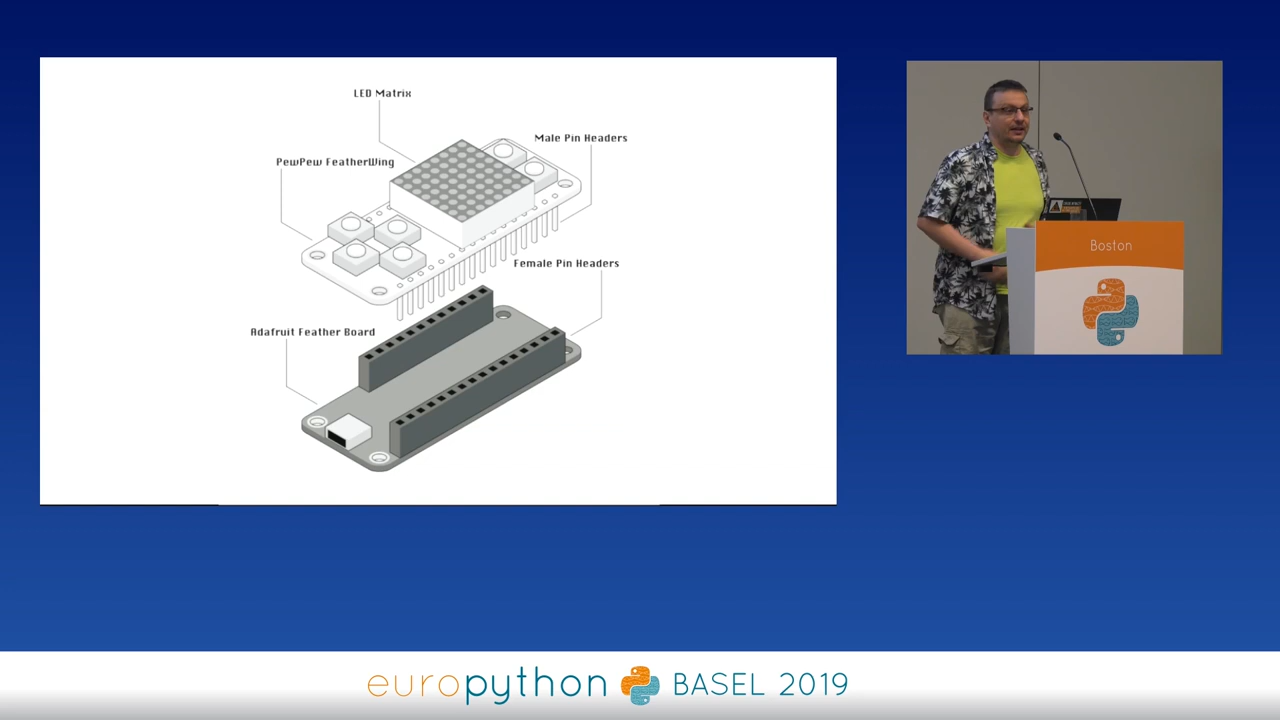 LED Matrix
Male Pin Headers
PewPew FeatherWing
Female Pin Headers
Adafruit Feather Board
Boston
europython BASEL 2019